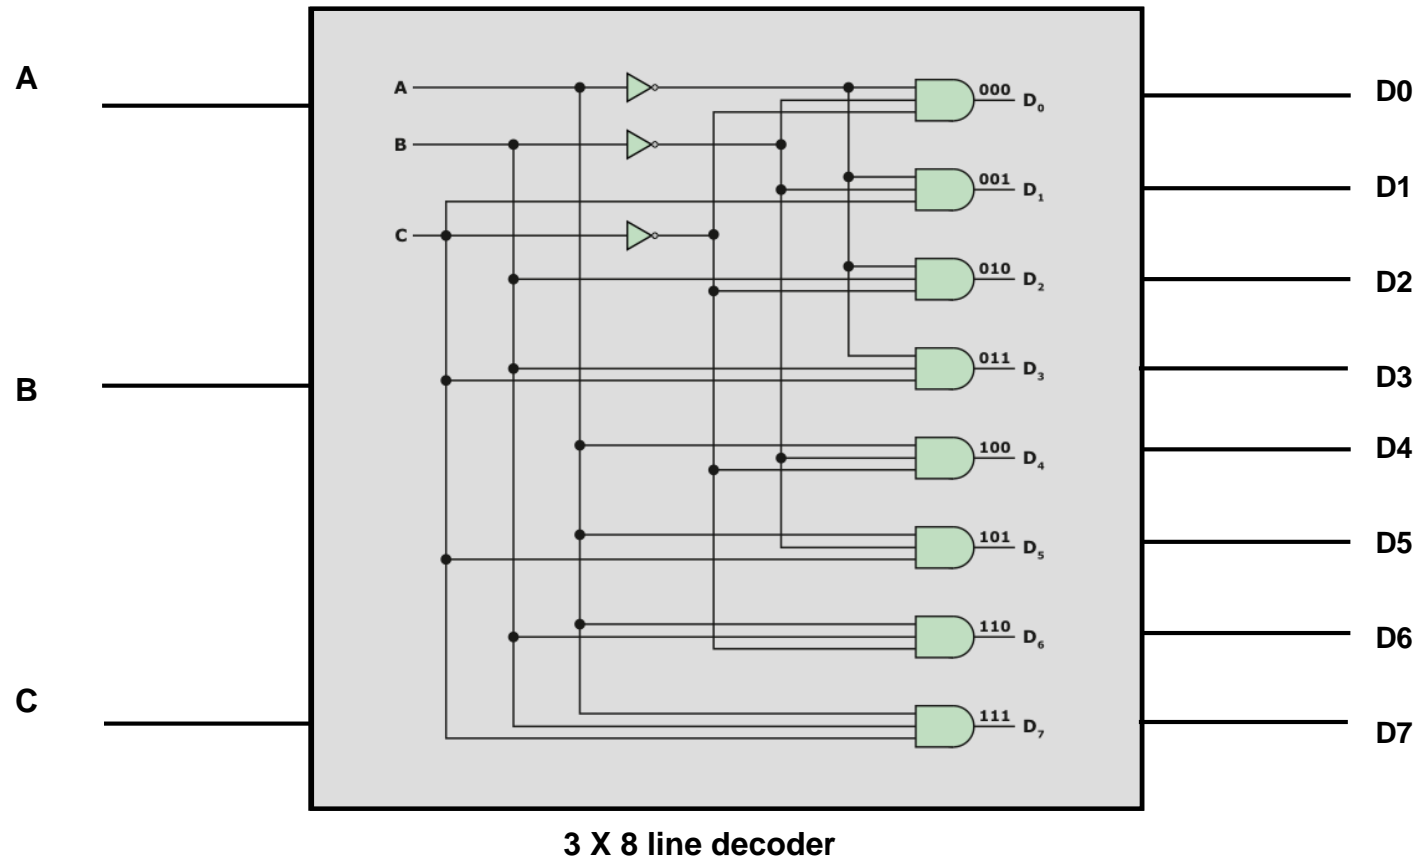 A
B
C
A
B
C
000
D₀
001
D₁
010
D₂
011
D₃
100
D₄
101
D₅
110
D₆
111
D₇
D0
D1
D2
D3
D4
D5
D6
D7
3 X 8 line decoder